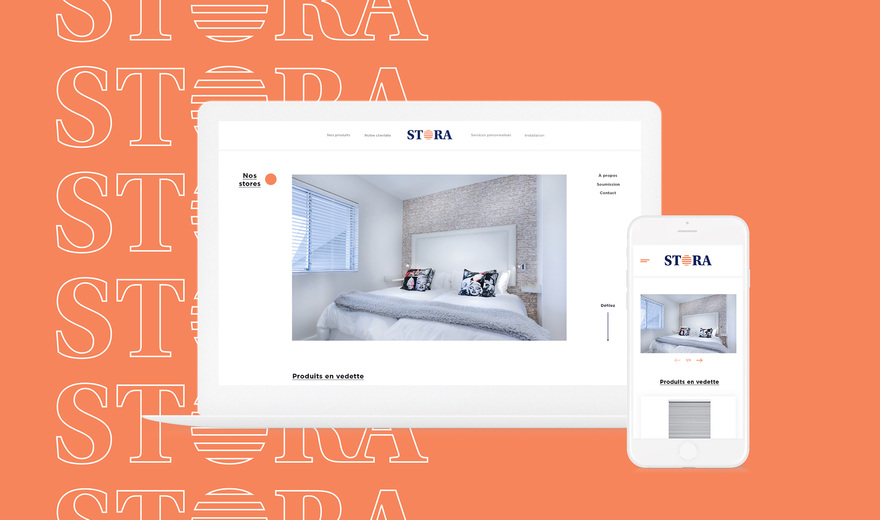 STORA
STORA
Nos produits Notre clientèle STORA Services personnalisés Installation
Nos
stores
À propos
Soumission
Contact
Défilez
Produits en vedette
STORA
Produits en vedette
STORA
STORA
STORA
STORA